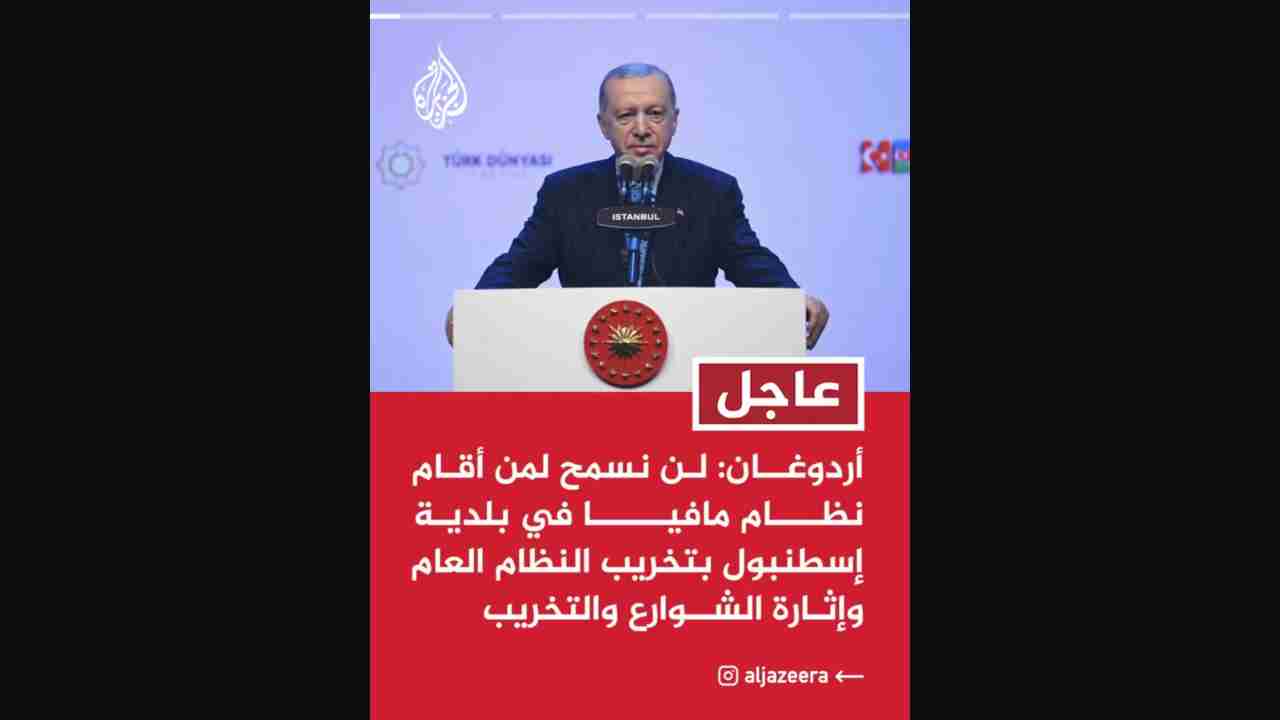 الجزيرة
TÜRK DÜNYASI
ISTANBUL
عاجل
أردوغان: لن نسمح لمن أقام
نظام مافيا في بلدية
إسطنبول بتخريب النظام العام
وإثارة الشوارع والتخريب
aljazeera